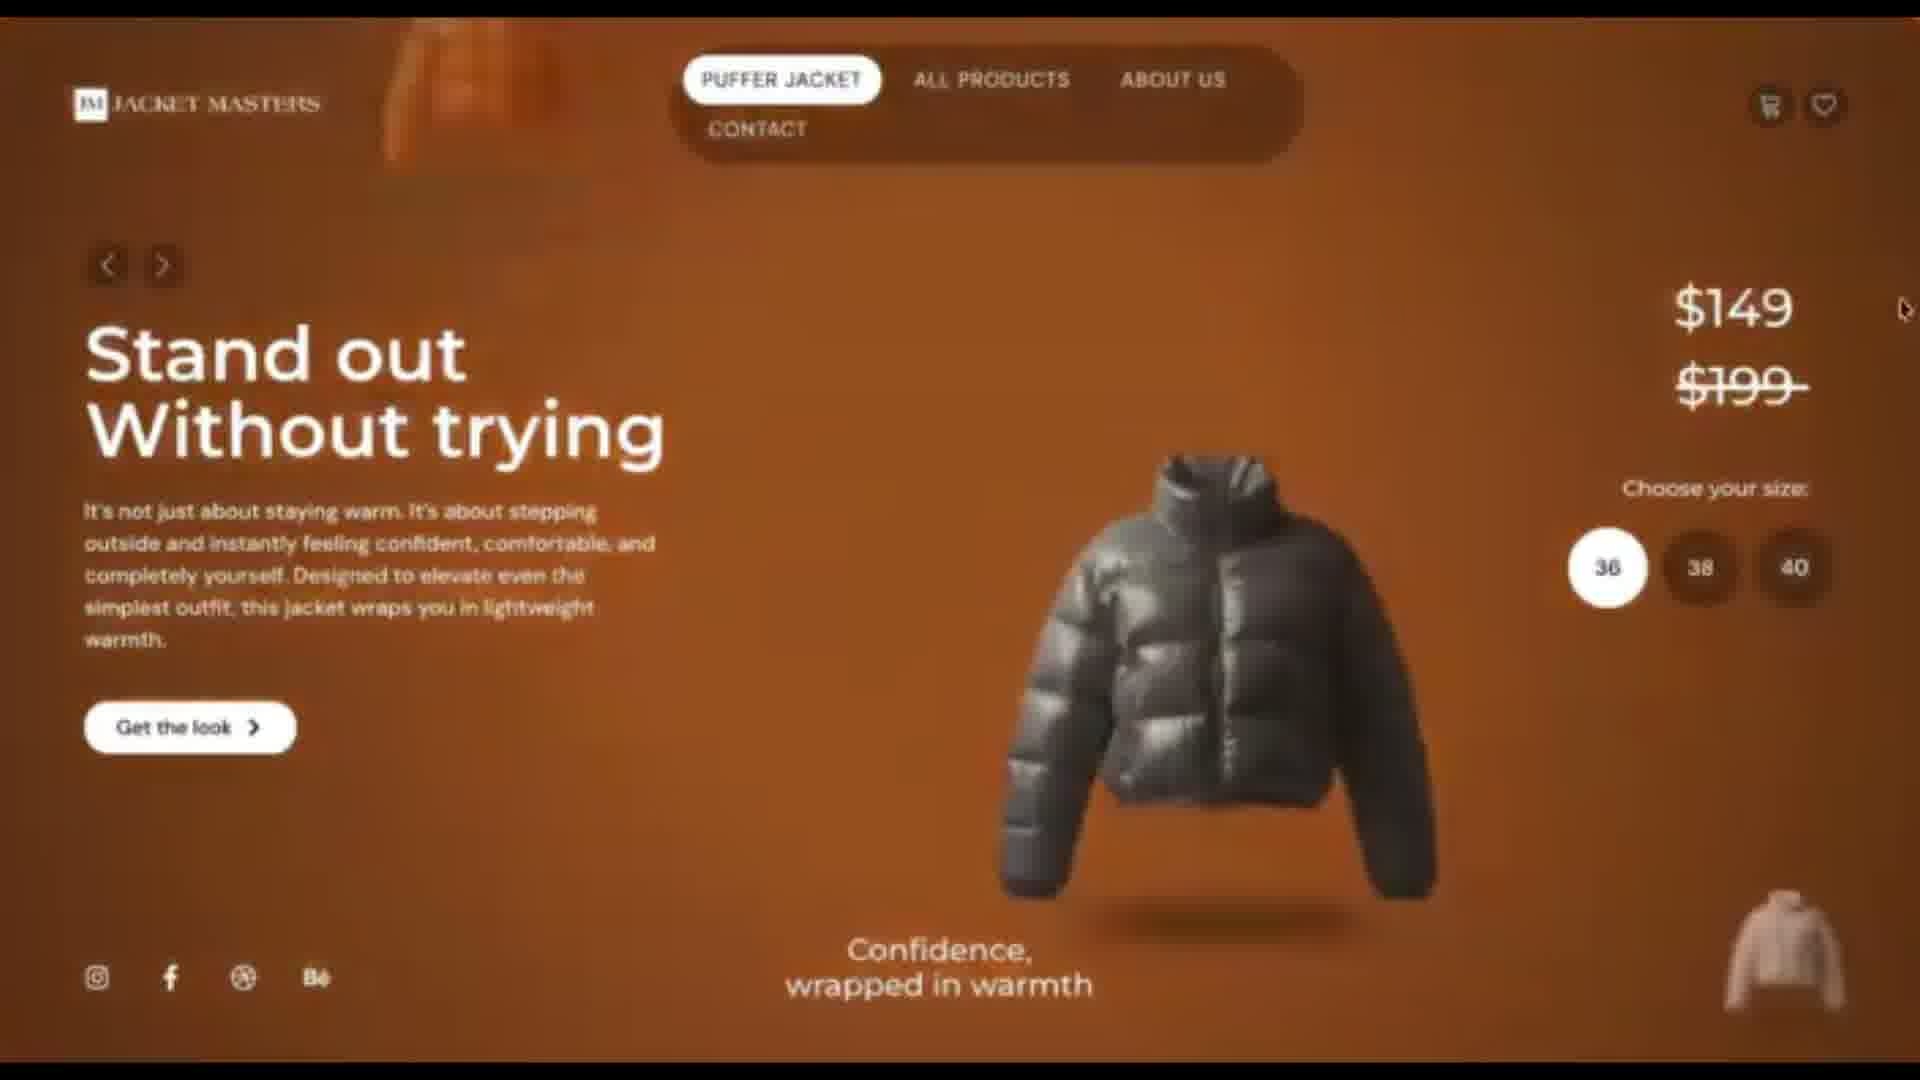 JM JACKET MASTERS
PUFFER JACKET ALL PRODUCTS ABOUT US
CONTACT
Stand out
Without trying
It's not just about staying warm. It's about stepping
outside and instantly feeling confident, comfortable, and
completely yourself. Designed to elevate even the
simplest outfit, this jacket wraps you in lightweight
warmth.
Get the look
$149
$199
Choose your size:
36 38 40
Confidence,
wrapped in warmth
Bē